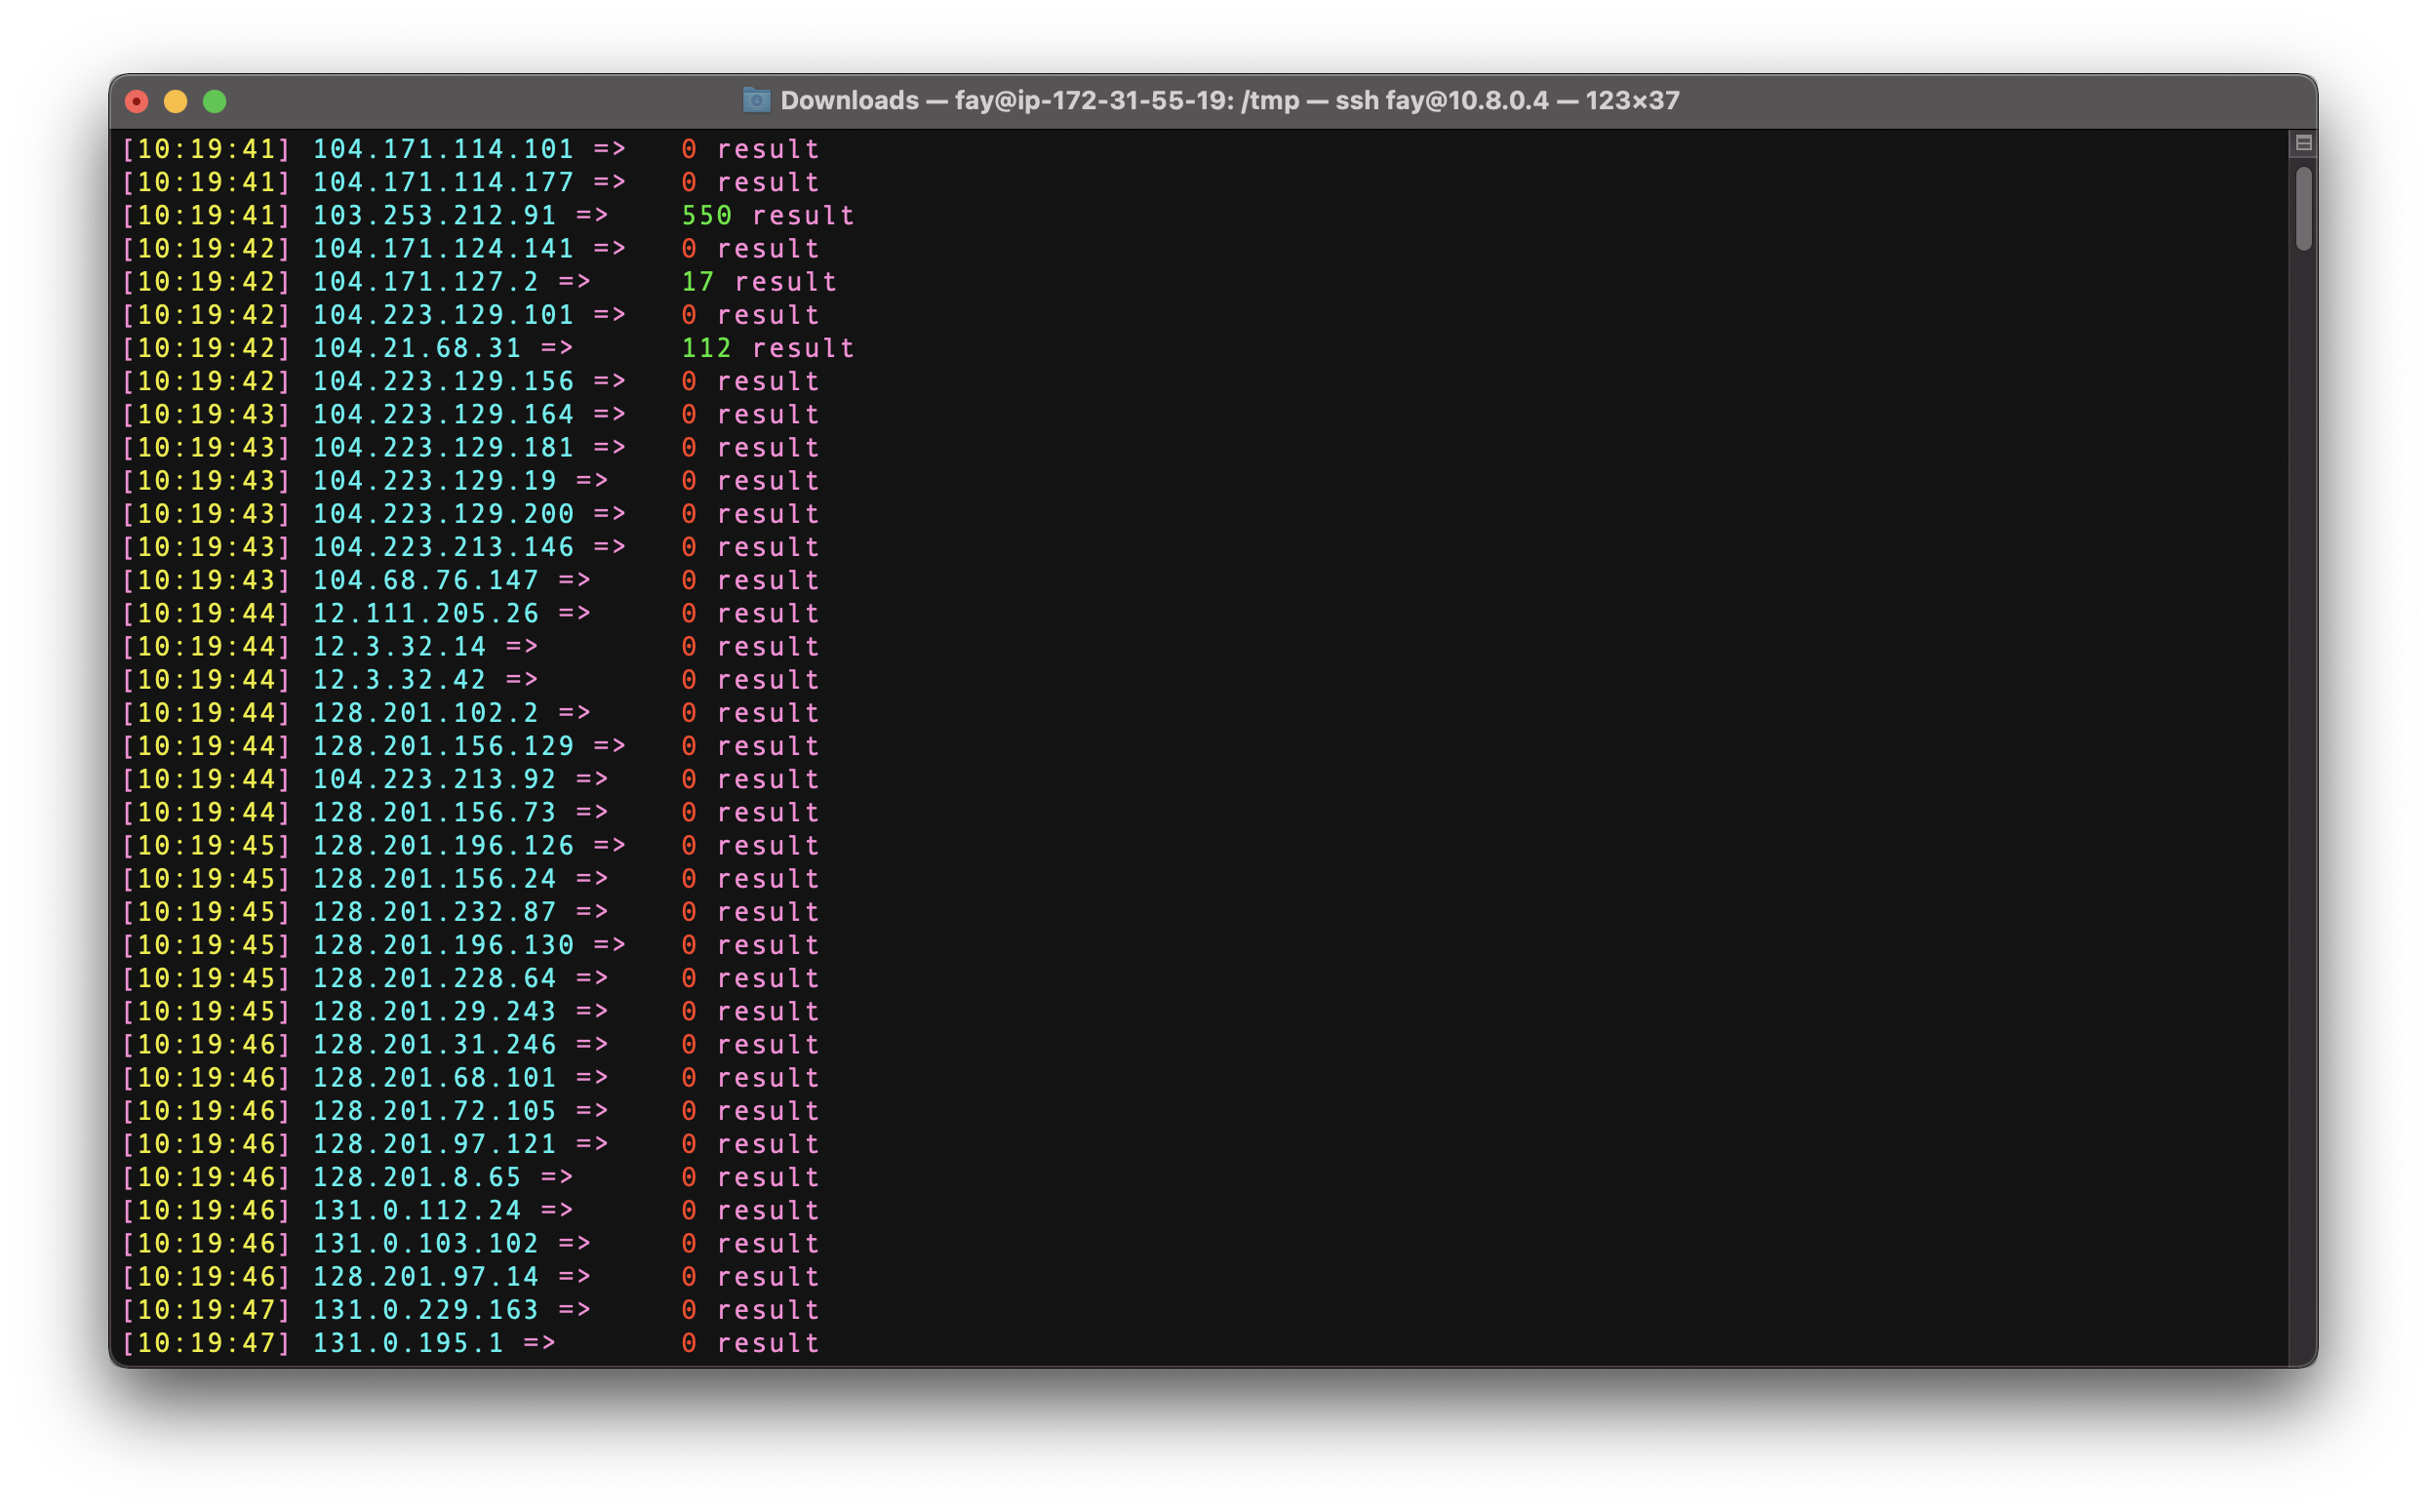 Downloads — fay@ip-172-31-55-19: /tmp — ssh fay@10.8.0.4 — 123×37
[10:19:41] 104.171.114.101 => 0 result
[10:19:41] 104.171.114.177 => 0 result
[10:19:41] 103.253.212.91 => 550 result
[10:19:42] 104.171.124.141 => 0 result
[10:19:42] 104.171.127.2 => 17 result
[10:19:42] 104.223.129.101 => 0 result
[10:19:42] 104.21.68.31 => 112 result
[10:19:42] 104.223.129.156 => 0 result
[10:19:43] 104.223.129.164 => 0 result
[10:19:43] 104.223.129.181 => 0 result
[10:19:43] 104.223.129.19 => 0 result
[10:19:43] 104.223.129.200 => 0 result
[10:19:43] 104.223.213.146 => 0 result
[10:19:43] 104.68.76.147 => 0 result
[10:19:44] 12.111.205.26 => 0 result
[10:19:44] 12.3.32.14 => 0 result
[10:19:44] 12.3.32.42 => 0 result
[10:19:44] 128.201.102.2 => 0 result
[10:19:44] 128.201.156.129 => 0 result
[10:19:44] 104.223.213.92 => 0 result
[10:19:44] 128.201.156.73 => 0 result
[10:19:45] 128.201.196.126 => 0 result
[10:19:45] 128.201.156.24 => 0 result
[10:19:45] 128.201.232.87 => 0 result
[10:19:45] 128.201.196.130 => 0 result
[10:19:45] 128.201.228.64 => 0 result
[10:19:45] 128.201.29.243 => 0 result
[10:19:46] 128.201.31.246 => 0 result
[10:19:46] 128.201.68.101 => 0 result
[10:19:46] 128.201.72.105 => 0 result
[10:19:46] 128.201.97.121 => 0 result
[10:19:46] 128.201.8.65 => 0 result
[10:19:46] 131.0.112.24 => 0 result
[10:19:46] 131.0.103.102 => 0 result
[10:19:46] 128.201.97.14 => 0 result
[10:19:47] 131.0.229.163 => 0 result
[10:19:47] 131.0.195.1 => 0 result